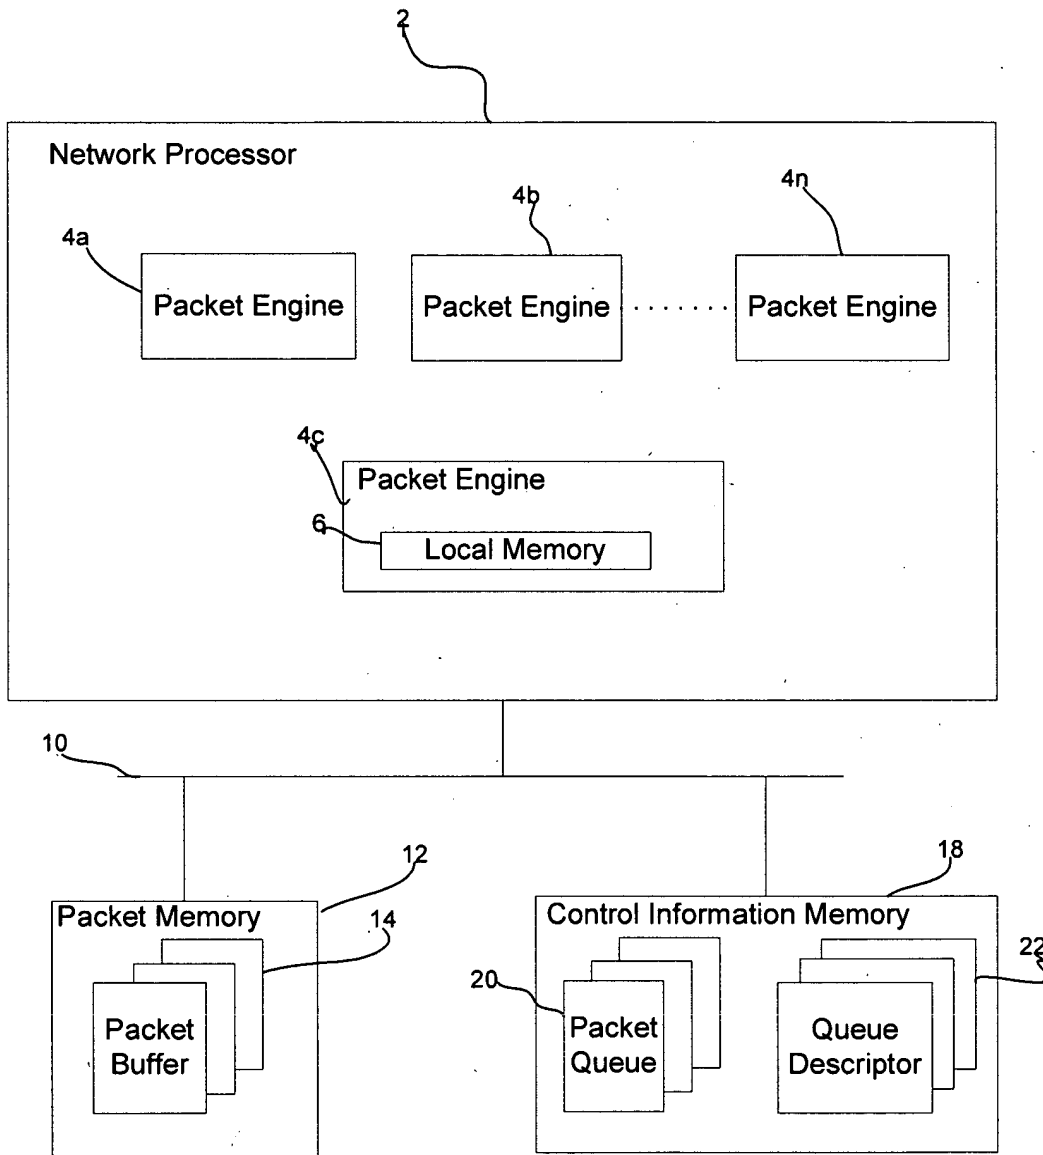 2
Network Processor
4a
4b
4n
Packet Engine
Packet Engine
Packet Engine
4c
Packet Engine
6
Local Memory
10
12
18
Packet Memory
14
Control Information Memory
22
20
Packet
Buffer
Packet
Queue
Queue
Descriptor